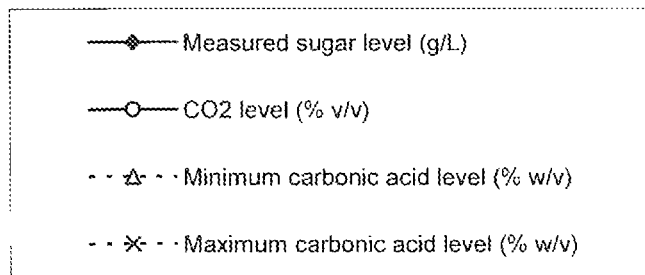 Measured sugar level (g/L)
CO2 level (% v/v)
Minimum carbonic acid level (% w/v)
Maximum carbonic acid level (% w/v)